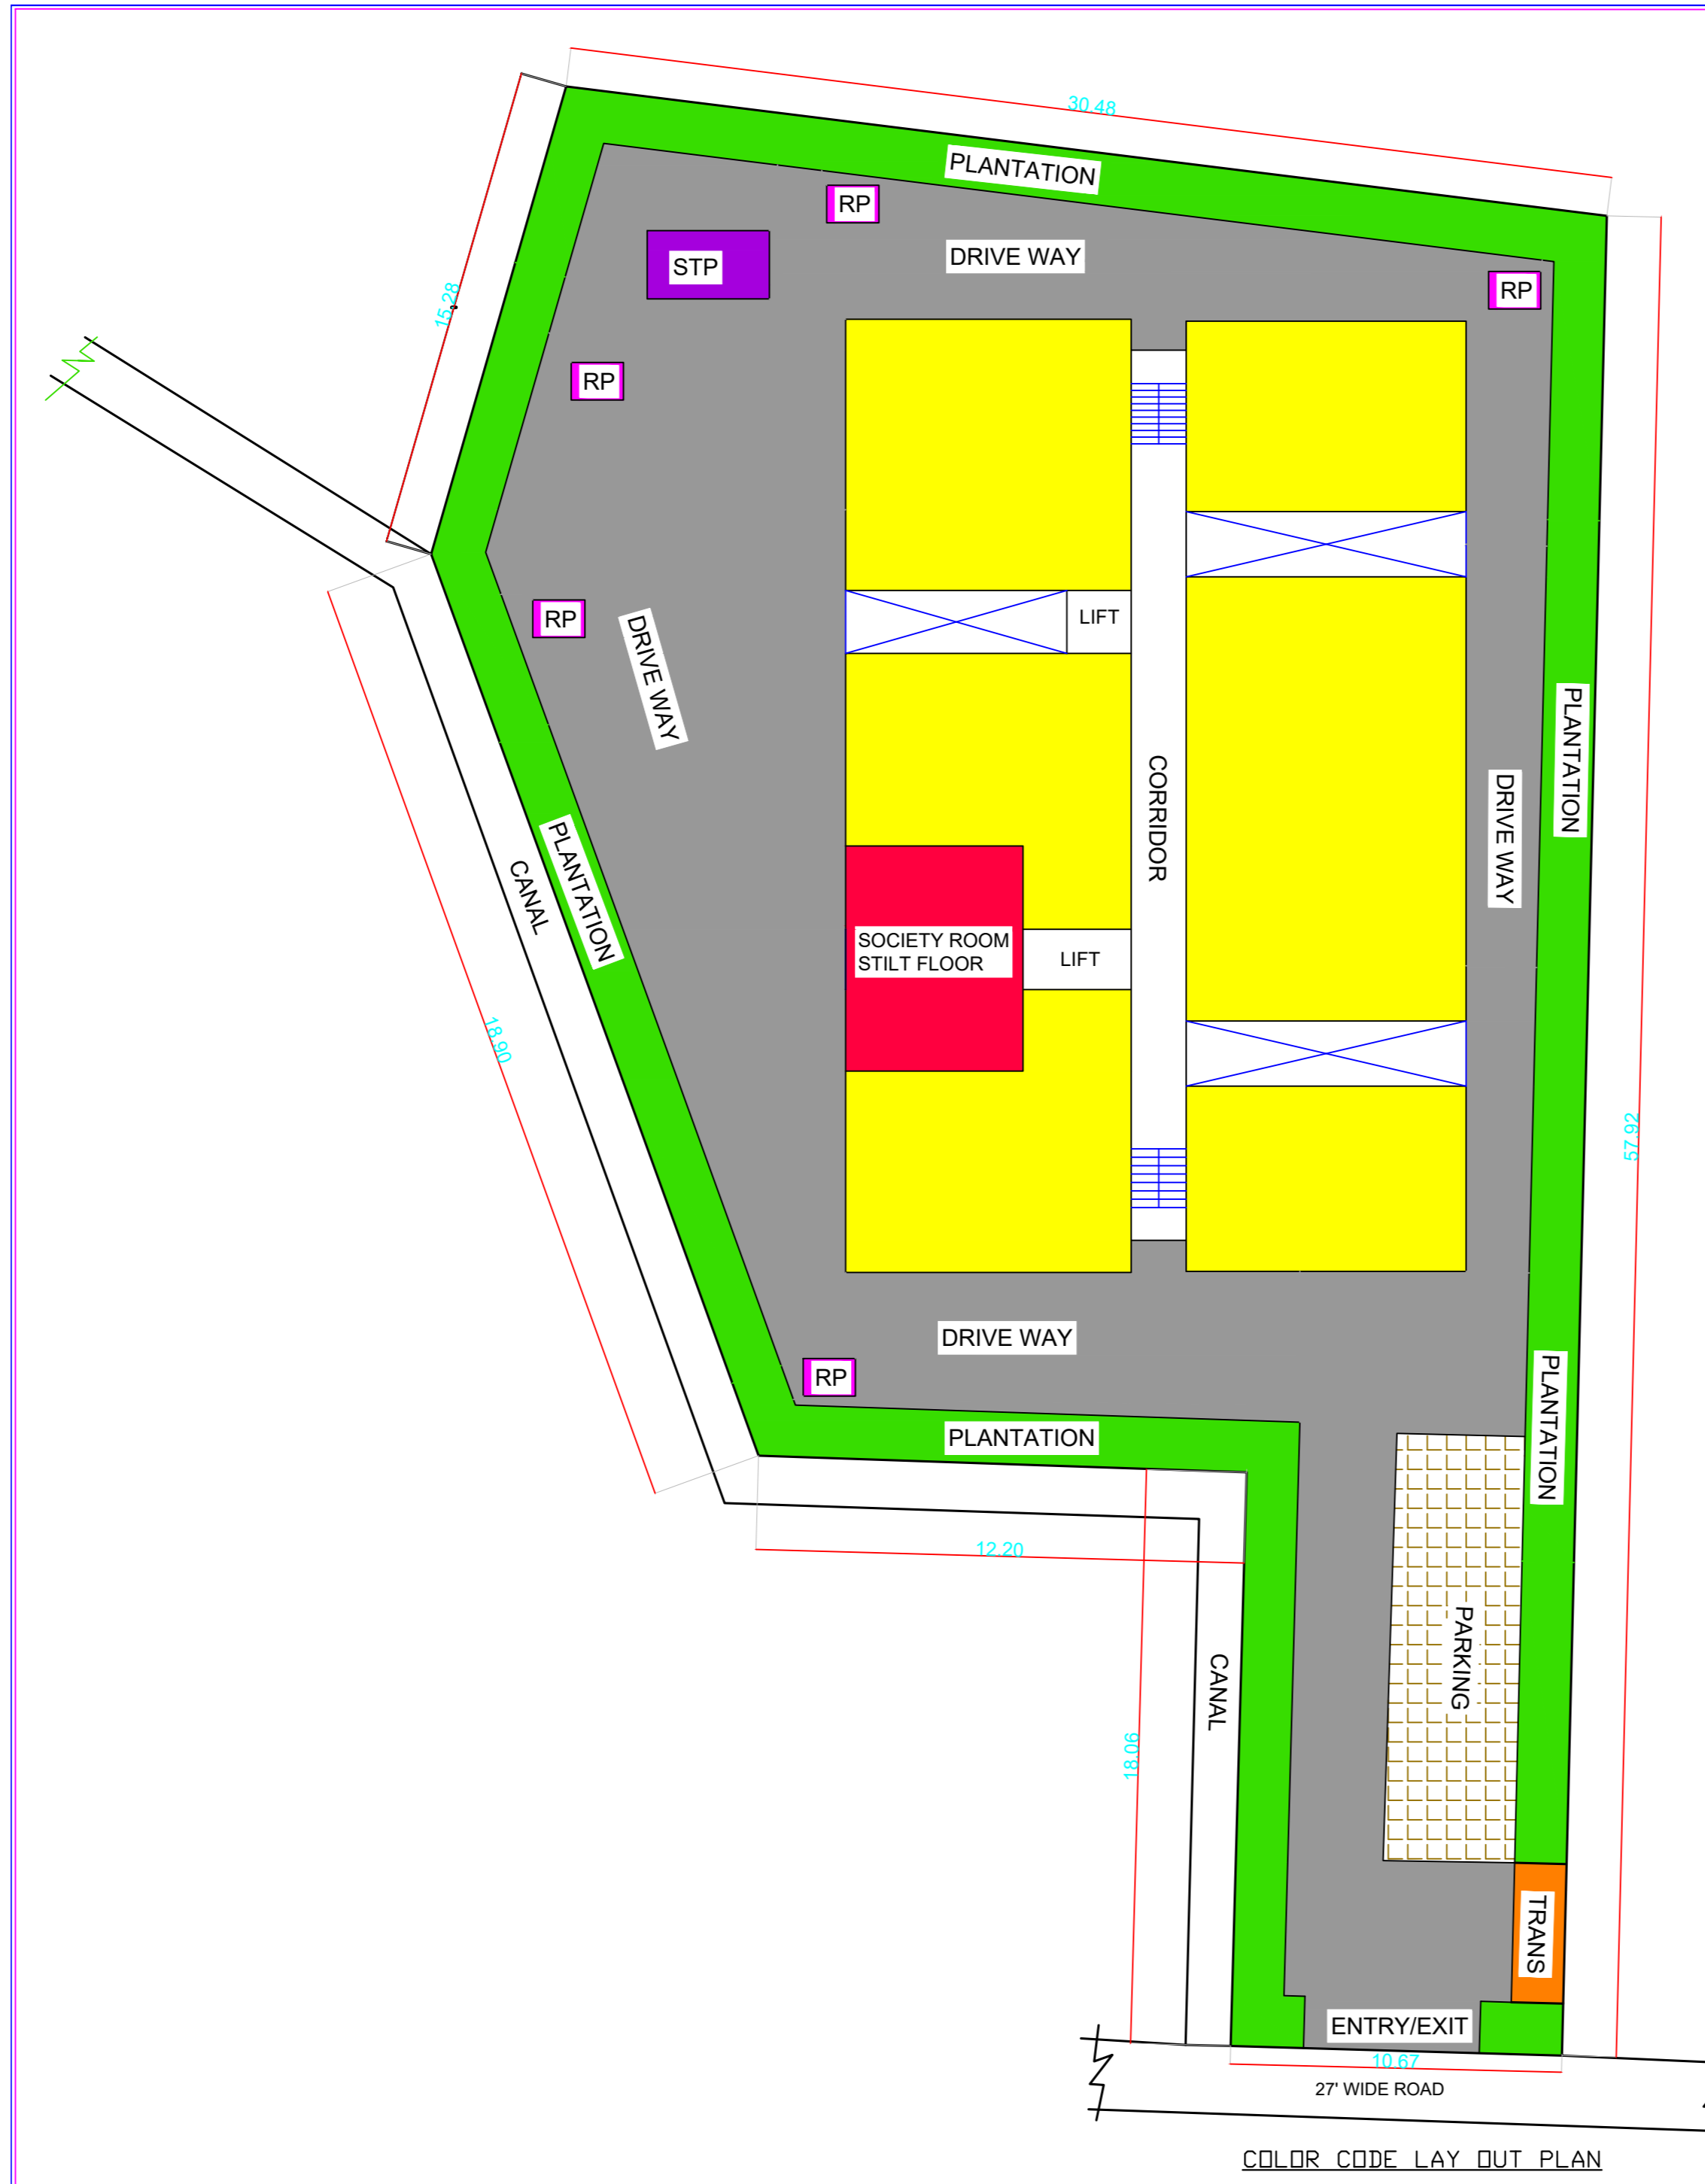 30.48
PLANTATION
RP
DRIVE WAY
STP
RP
15.28
RP
RP
LIFT
DRIVE WAY
PLANTATION
CORRIDOR
DRIVE WAY
PLANTATION
CANAL
SOCIETY ROOM
STILT FLOOR
LIFT
18.90
57.92
DRIVE WAY
RP
PLANTATION
PLANTATION
12.20
PARKING
CANAL
18.06
TRANS
ENTRY/EXIT
10.67
27' WIDE ROAD
COLOR CODE LAY OUT PLAN